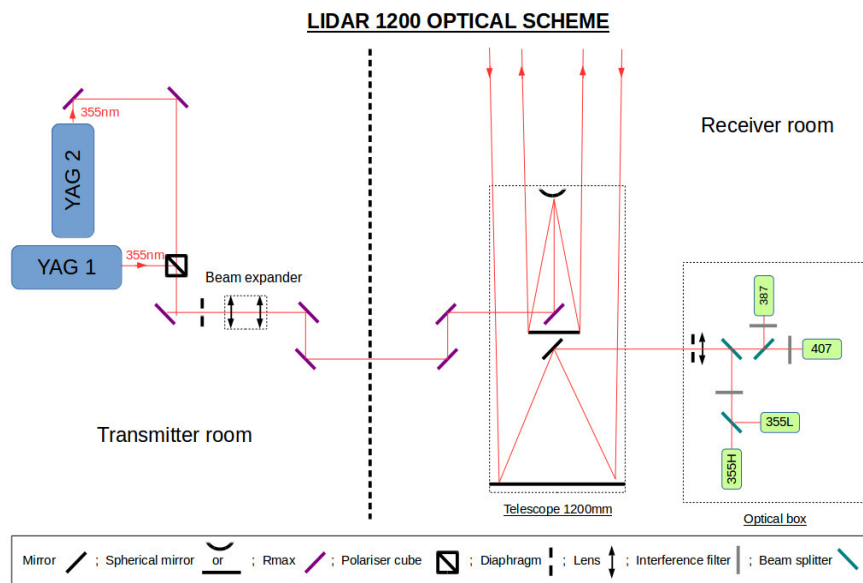 LIDAR 1200 OPTICAL SCHEME
Receiver room
355nm
YAG 2
YAG 1
355nm
Beam expander
387
407
355L
355H
Transmitter room
Telescope 1200mm
Optical box
Mirror ; Spherical mirror or ; Rmax ; Polariser cube ; Diaphragm ; Lens ; Interference filter ; Beam splitter